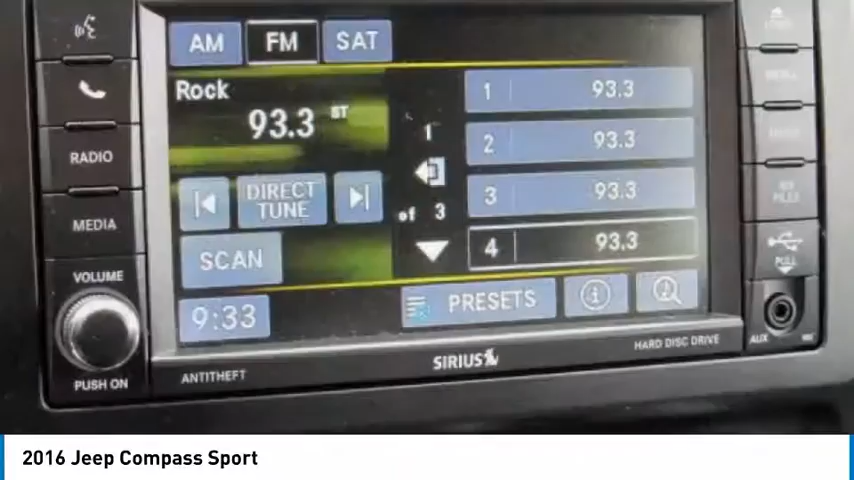 AM FM SAT
Rock
93.3 ST
1 93.3
2 93.3
3 93.3
4 93.3
1
of 3
DIRECT
TUNE
SCAN
9:33
PRESETS
RADIO
MEDIA
VOLUME
PUSH ON
ANTITHEFT
SIRIUS
HARD DISC DRIVE
PULL
AUX
2016 Jeep Compass Sport